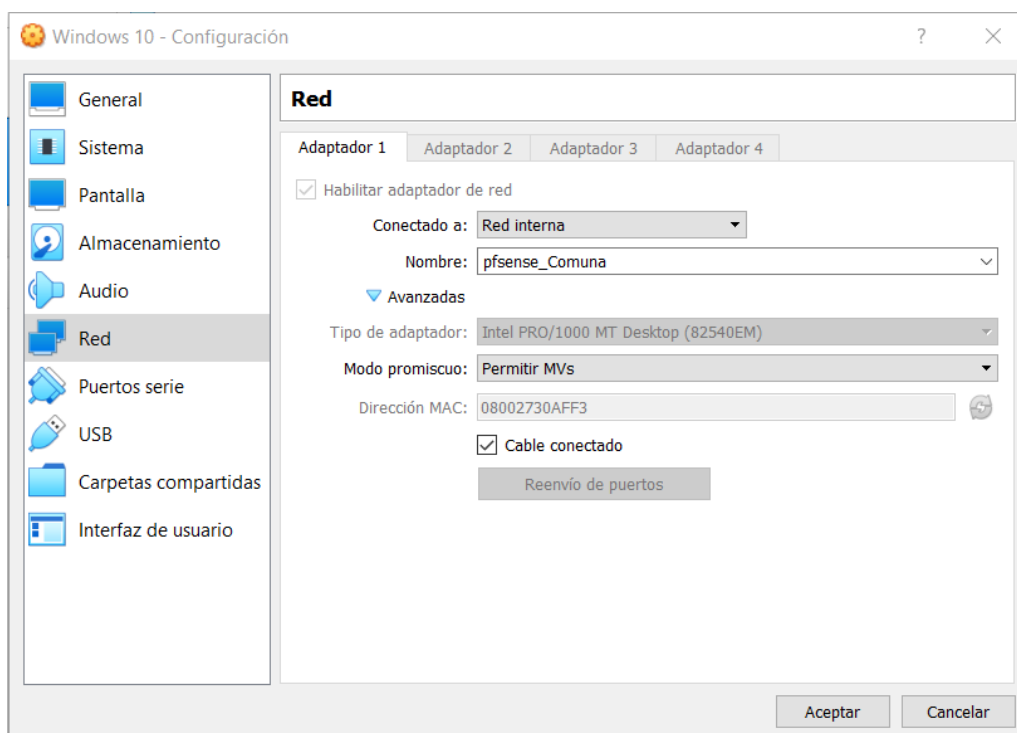 Windows 10 - Configuración
?
General
Sistema
Pantalla
Almacenamiento
Audio
Red
Puertos serie
USB
Carpetas compartidas
Interfaz de usuario
Red
Adaptador 1 Adaptador 2 Adaptador 3 Adaptador 4
Habilitar adaptador de red
Conectado a: Red interna
Nombre: pfsense_Comuna
Avanzadas
Tipo de adaptador: Intel PRO/1000 MT Desktop (82540EM)
Modo promiscuo: Permitir MVs
Dirección MAC: 08002730AFF3
Cable conectado
Reenvío de puertos
Aceptar Cancelar